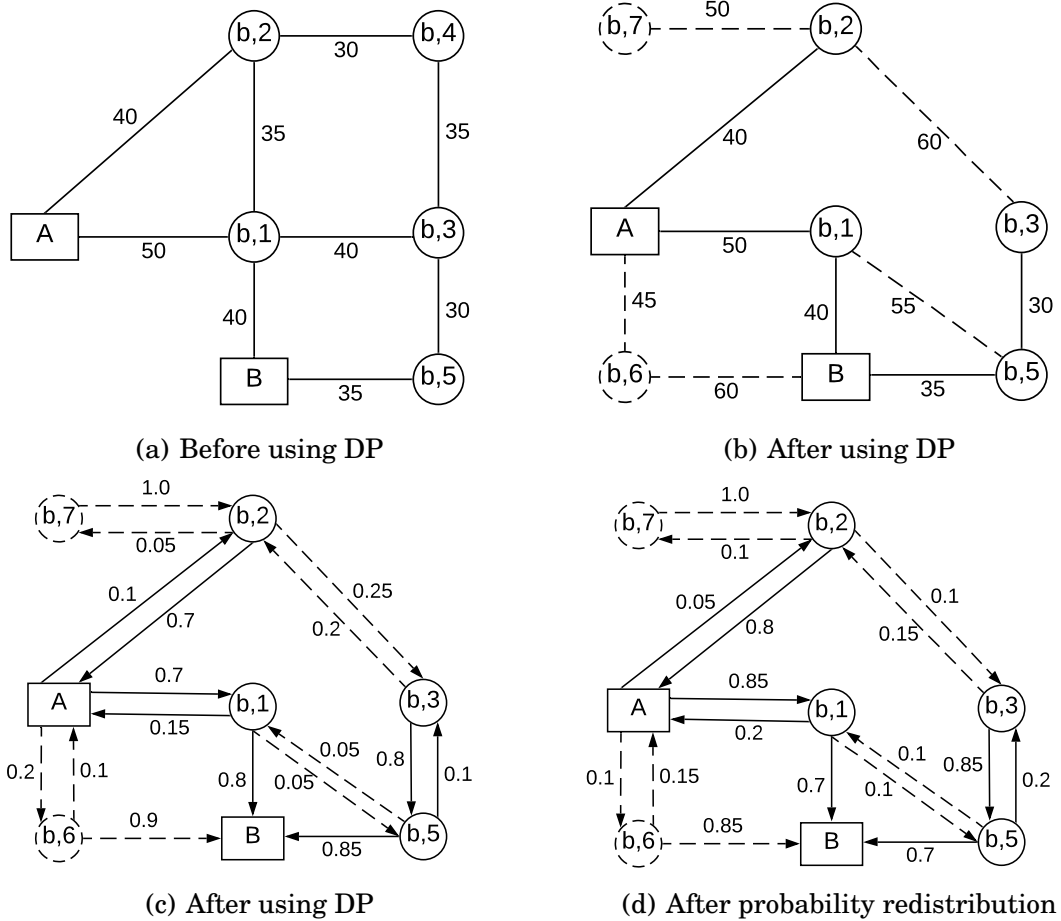 b,2
b,4
30
40
35
35
A
b,1
b,3
50
40
40
30
B
b,5
35
(a) Before using DP
b,7
50
b,2
40
60
A
b,1
b,3
50
45
40
55
30
b,6
60
B
35
b,5
(b) After using DP
b,7
1.0
0.05
b,2
0.1
0.7
0.25
0.2
A
0.7
0.15
b,1
b,3
0.2
0.1
0.8
0.05
0.05
0.8
0.1
b,6
0.9
B
0.85
b,5
(c) After using DP
b,7
1.0
0.1
b,2
0.05
0.8
0.1
0.15
A
0.85
0.2
b,1
b,3
0.1
0.15
0.7
0.1
0.1
0.85
0.2
b,6
0.85
B
0.7
b,5
(d) After probability redistribution